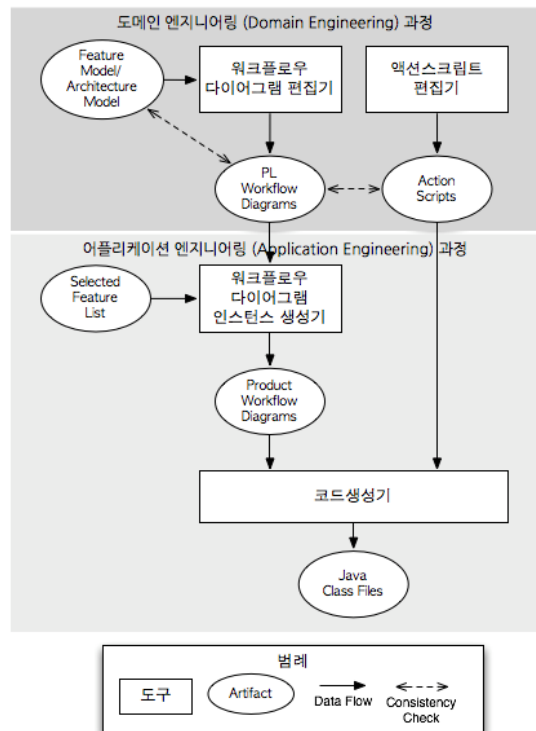 도메인 엔지니어링 (Domain Engineering) 과정
Feature
Model/
Architecture
Model
워크플로우
다이어그램 편집기
액션스크립트
편집기
PL
Workflow
Diagrams
Action
Scripts
어플리케이션 엔지니어링 (Application Engineering) 과정
Selected
Feature
List
워크플로우
다이어그램
인스턴스 생성기
Product
Workflow
Diagrams
코드생성기
Java
Class Files
범례
도구
Artifact
Data Flow
Consistency
Check